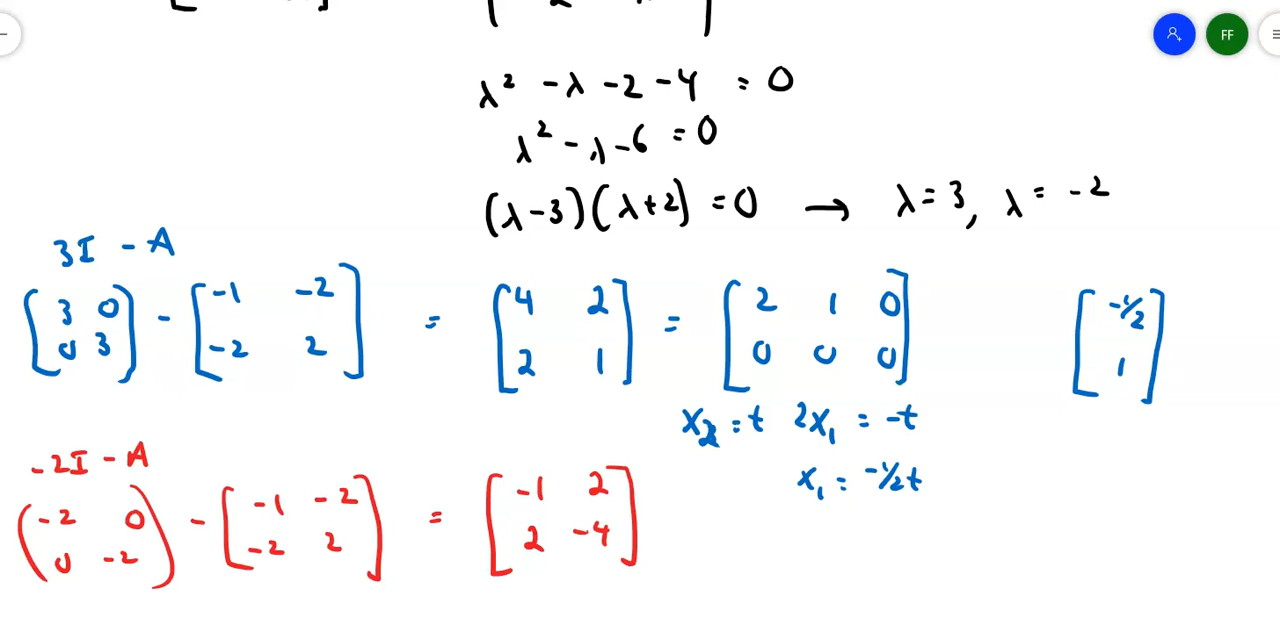 FF
λ² - λ - 2 - 4 = 0
λ² - λ - 6 = 0
(λ - 3)(λ + 2) = 0 → λ = 3, λ = -2
3I - A
[3 0; 0 3] - [-1 -2; -2 2] = [4 2; 2 1] = [2 1 0; 0 0 0] [-1/2; 1]
x₂ = t 2x₁ = -t
x₁ = -1/2 t
-2I - A
(-2 0; 0 -2) - [-1 -2; -2 2] = [-1 2; 2 -4]